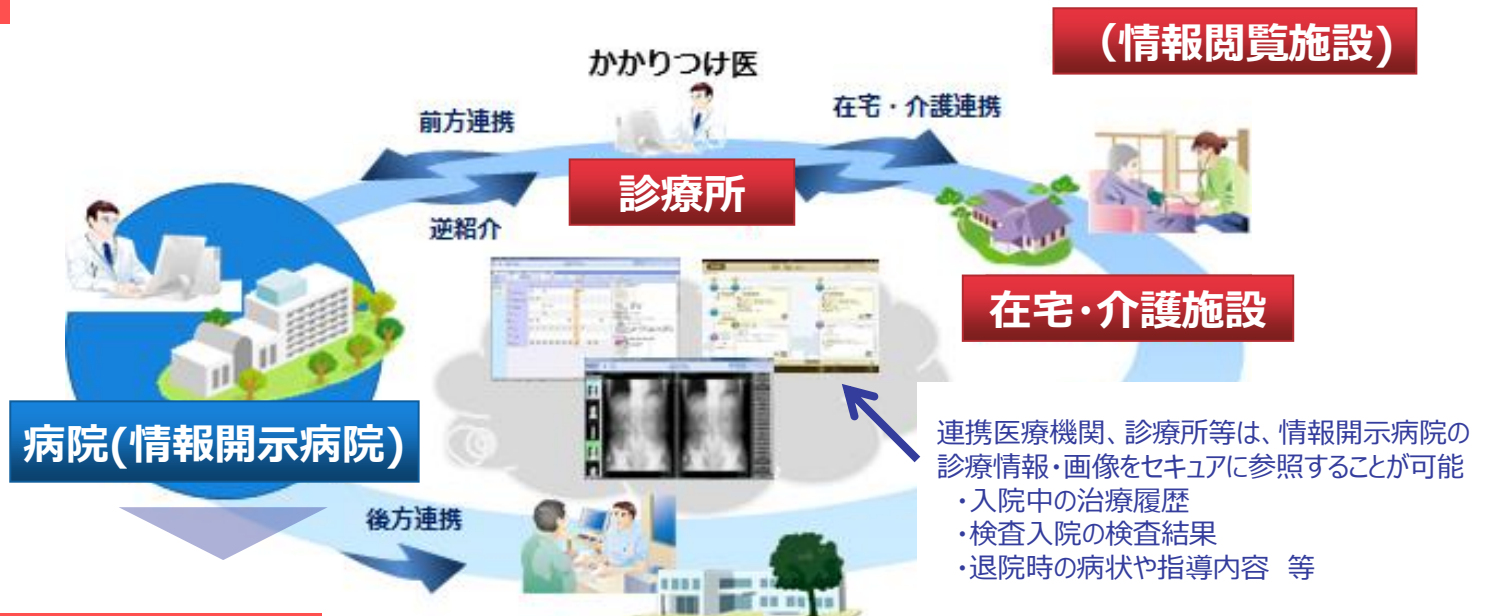 (情報閲覧施設)
かかりつけ医
前方連携
在宅・介護連携
診療所
逆紹介
在宅・介護施設
病院(情報開示病院)
連携医療機関、診療所等は、情報開示病院の
診療情報・画像をセキュアに参照することが可能
・入院中の治療履歴
・検査入院の検査結果
・退院時の病状や指導内容 等
後方連携